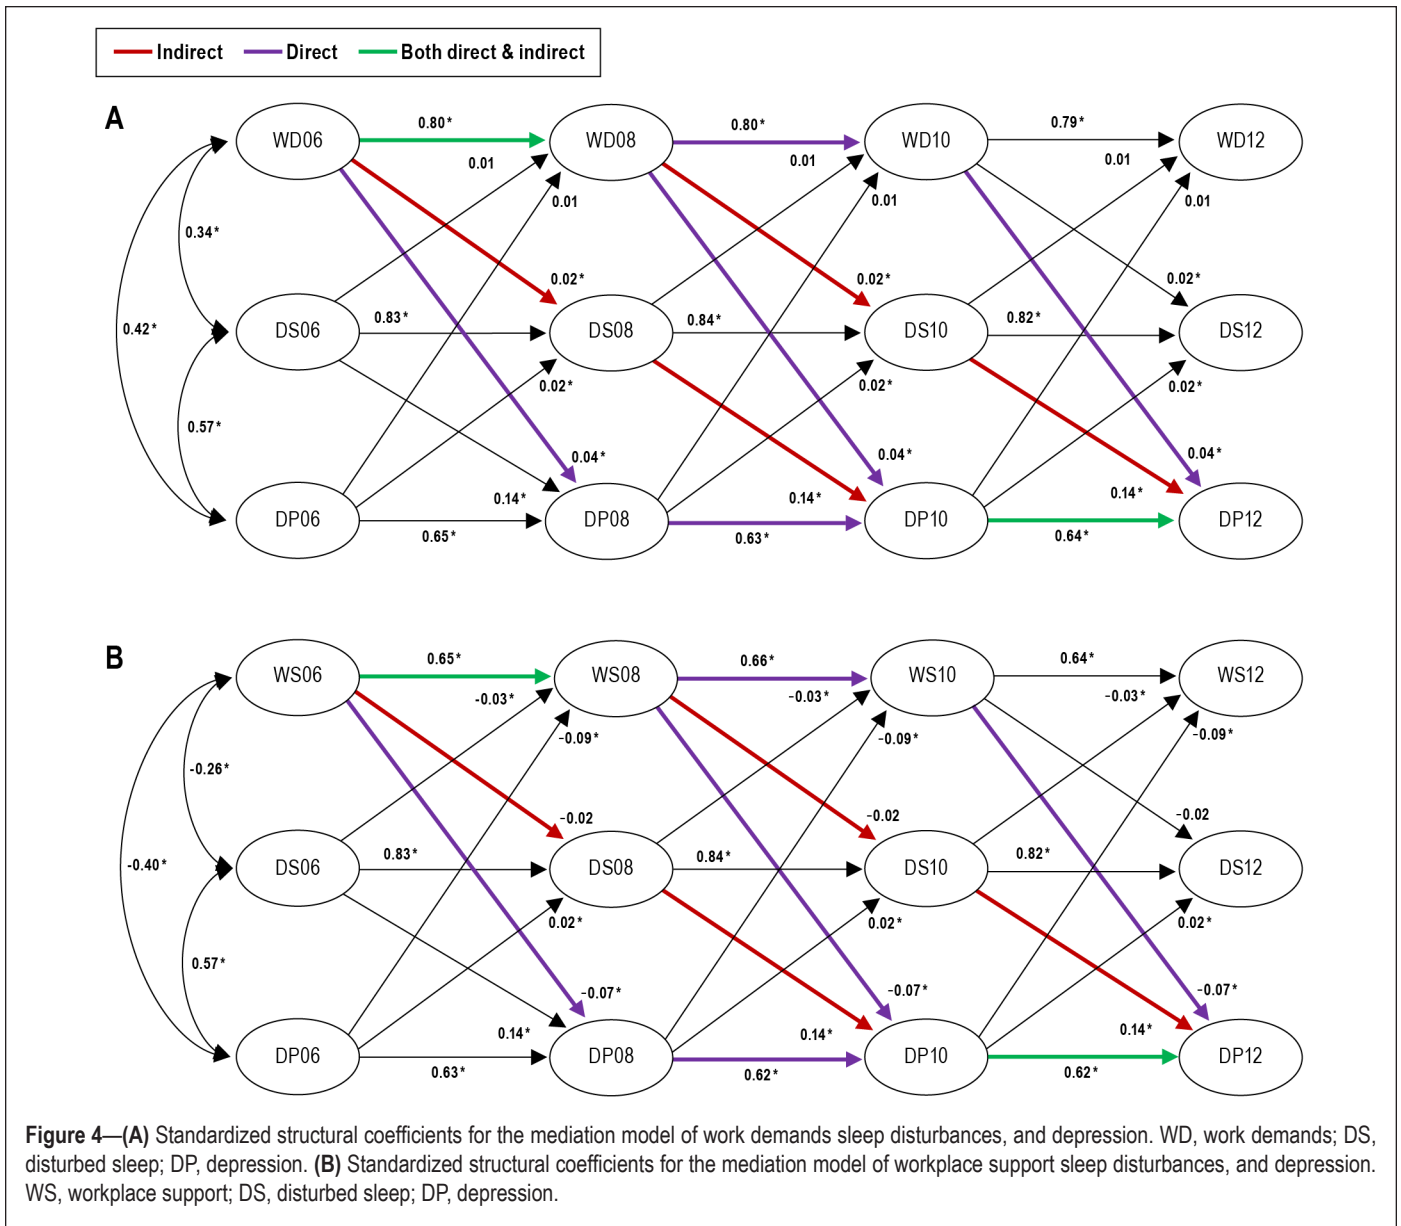 Indirect Direct Both direct & indirect
A
WD06 0.80* WD08 0.80* WD10 0.79* WD12
0.01 0.01 0.01
0.01 0.01 0.01
0.34*
0.02* 0.02* 0.02*
0.42* DS06 0.83* DS08 0.84* DS10 0.82* DS12
0.02* 0.02* 0.02*
0.57*
0.04* 0.04* 0.04*
0.14* 0.14* 0.14*
DP06 0.65* DP08 0.63* DP10 0.64* DP12
B
WS06 0.65* WS08 0.66* WS10 0.64* WS12
-0.03* −0.03* −0.03*
−0.09* −0.09* −0.09*
-0.26*
−0.02 −0.02 −0.02
-0.40* DS06 0.83* DS08 0.84* DS10 0.82* DS12
0.02* 0.02* 0.02*
0.57*
−0.07* −0.07* −0.07*
0.14* 0.14* 0.14*
DP06 0.63* DP08 0.62* DP10 0.62* DP12
Figure 4—(A) Standardized structural coefficients for the mediation model of work demands sleep disturbances, and depression. WD, work demands; DS,
disturbed sleep; DP, depression. (B) Standardized structural coefficients for the mediation model of workplace support sleep disturbances, and depression.
WS, workplace support; DS, disturbed sleep; DP, depression.